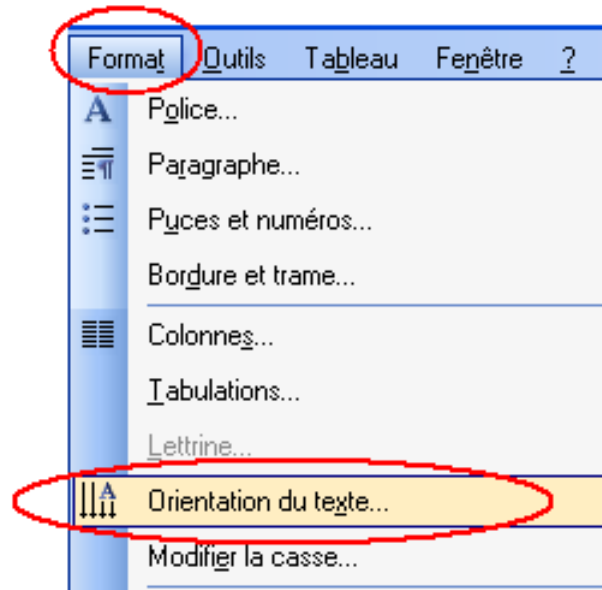 Format Outils Tableau Fenêtre ?
Police...
Paragraphe...
Puces et numéros...
Bordure et trame...
Colonnes...
Tabulations...
Lettrine...
Orientation du texte...
Modifier la casse...